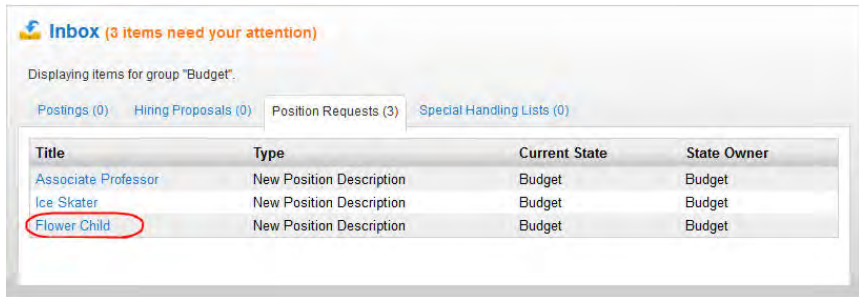 Inbox (3 items need your attention)
Displaying items for group "Budget".
Postings (0) Hiring Proposals (0) Position Requests (3) Special Handling Lists (0)
Title Type Current State State Owner
Associate Professor New Position Description Budget Budget
Ice Skater New Position Description Budget Budget
Flower Child New Position Description Budget Budget